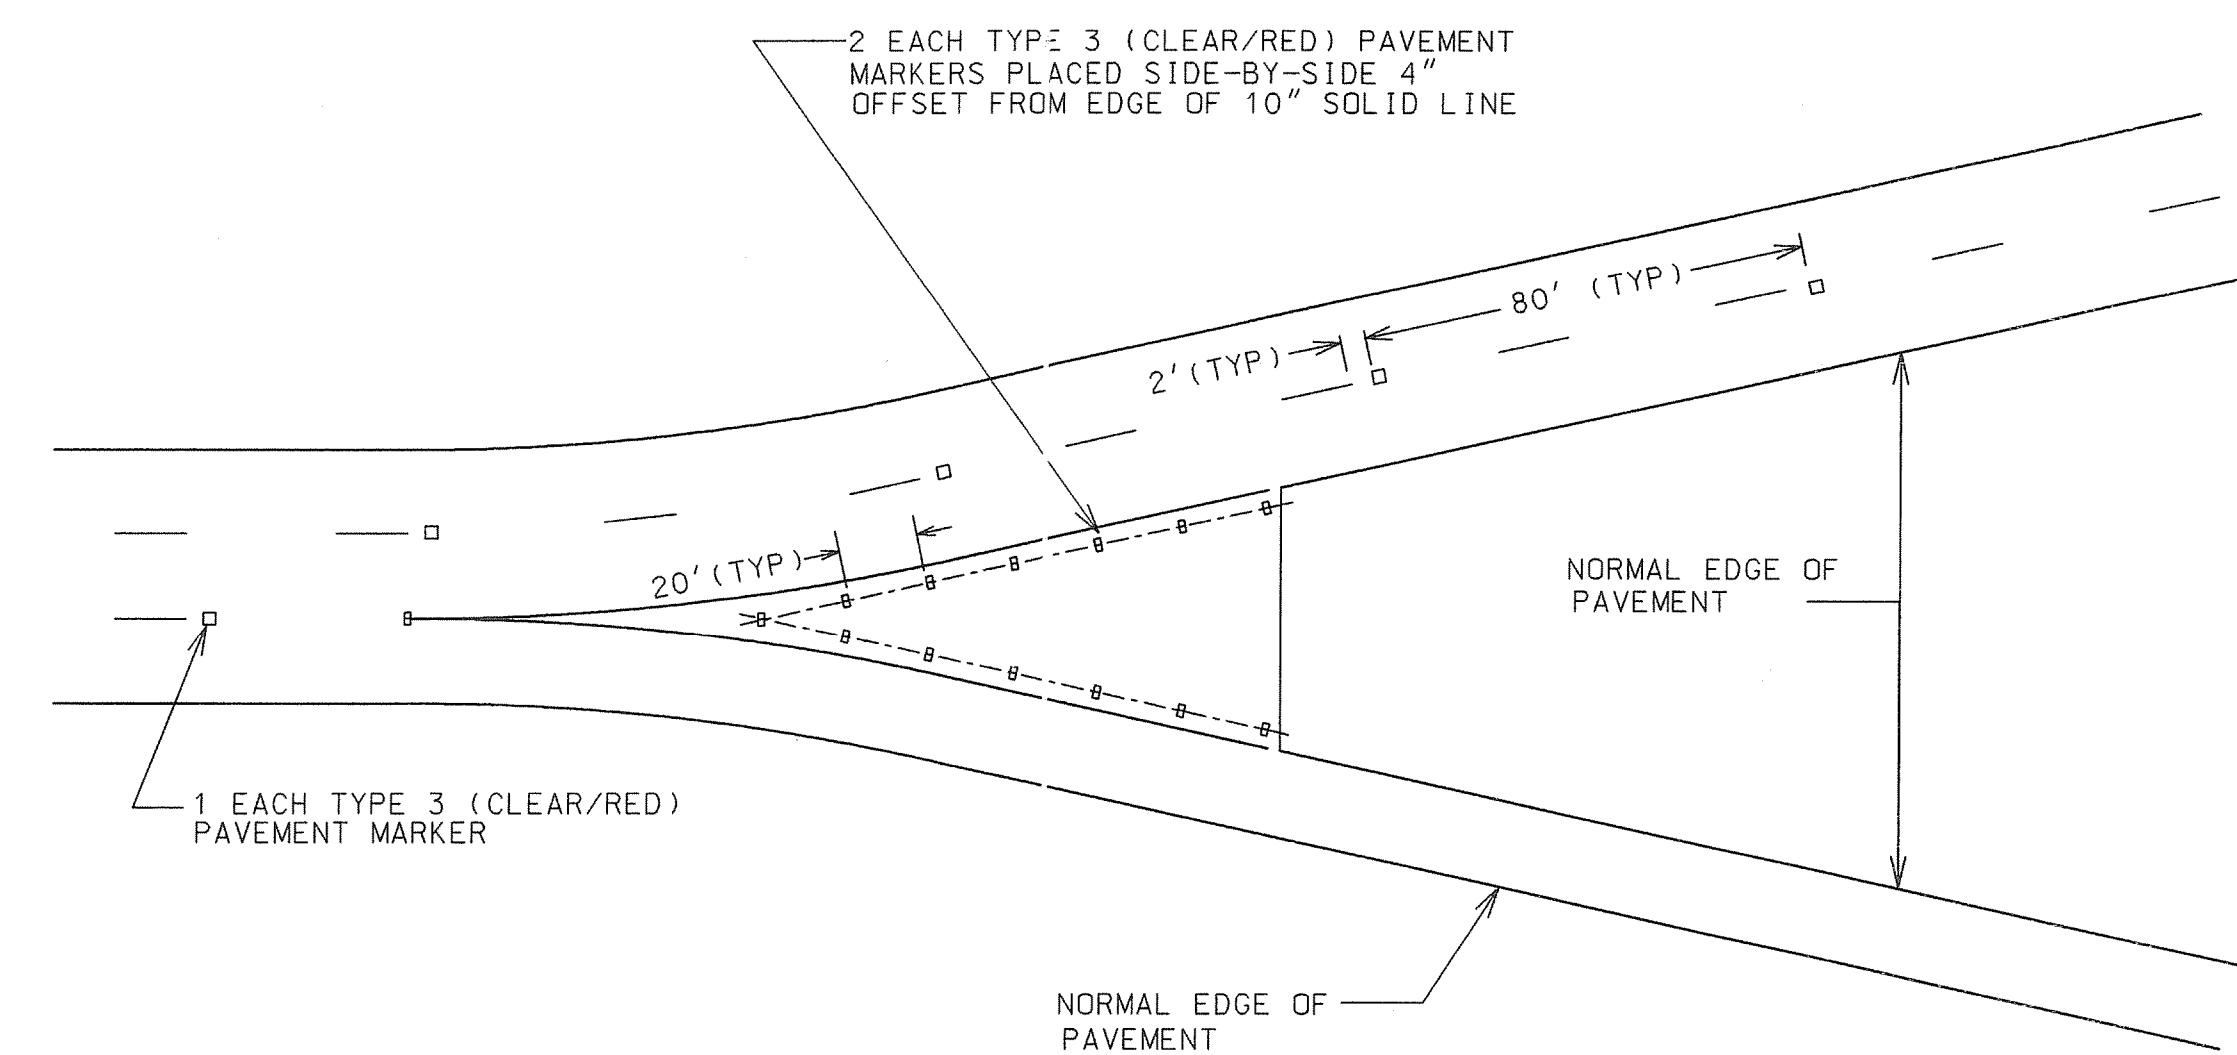 2 EACH TYPE 3 (CLEAR/RED) PAVEMENT
MARKERS PLACED SIDE-BY-SIDE 4"
OFFSET FROM EDGE OF 10" SOLID LINE
80' (TYP)
2' (TYP)
20' (TYP)
NORMAL EDGE OF
PAVEMENT
1 EACH TYPE 3 (CLEAR/RED)
PAVEMENT MARKER
NORMAL EDGE OF
PAVEMENT